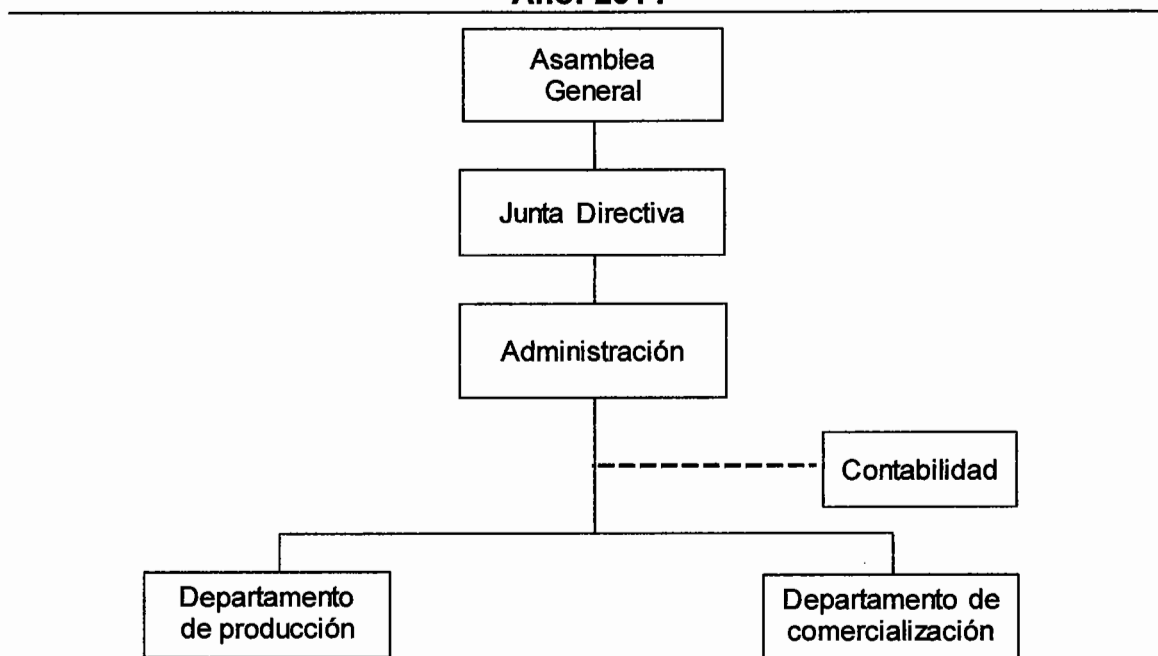 Asamblea
General
Junta Directiva
Administración
Contabilidad
Departamento
de producción
Departamento de
comercialización